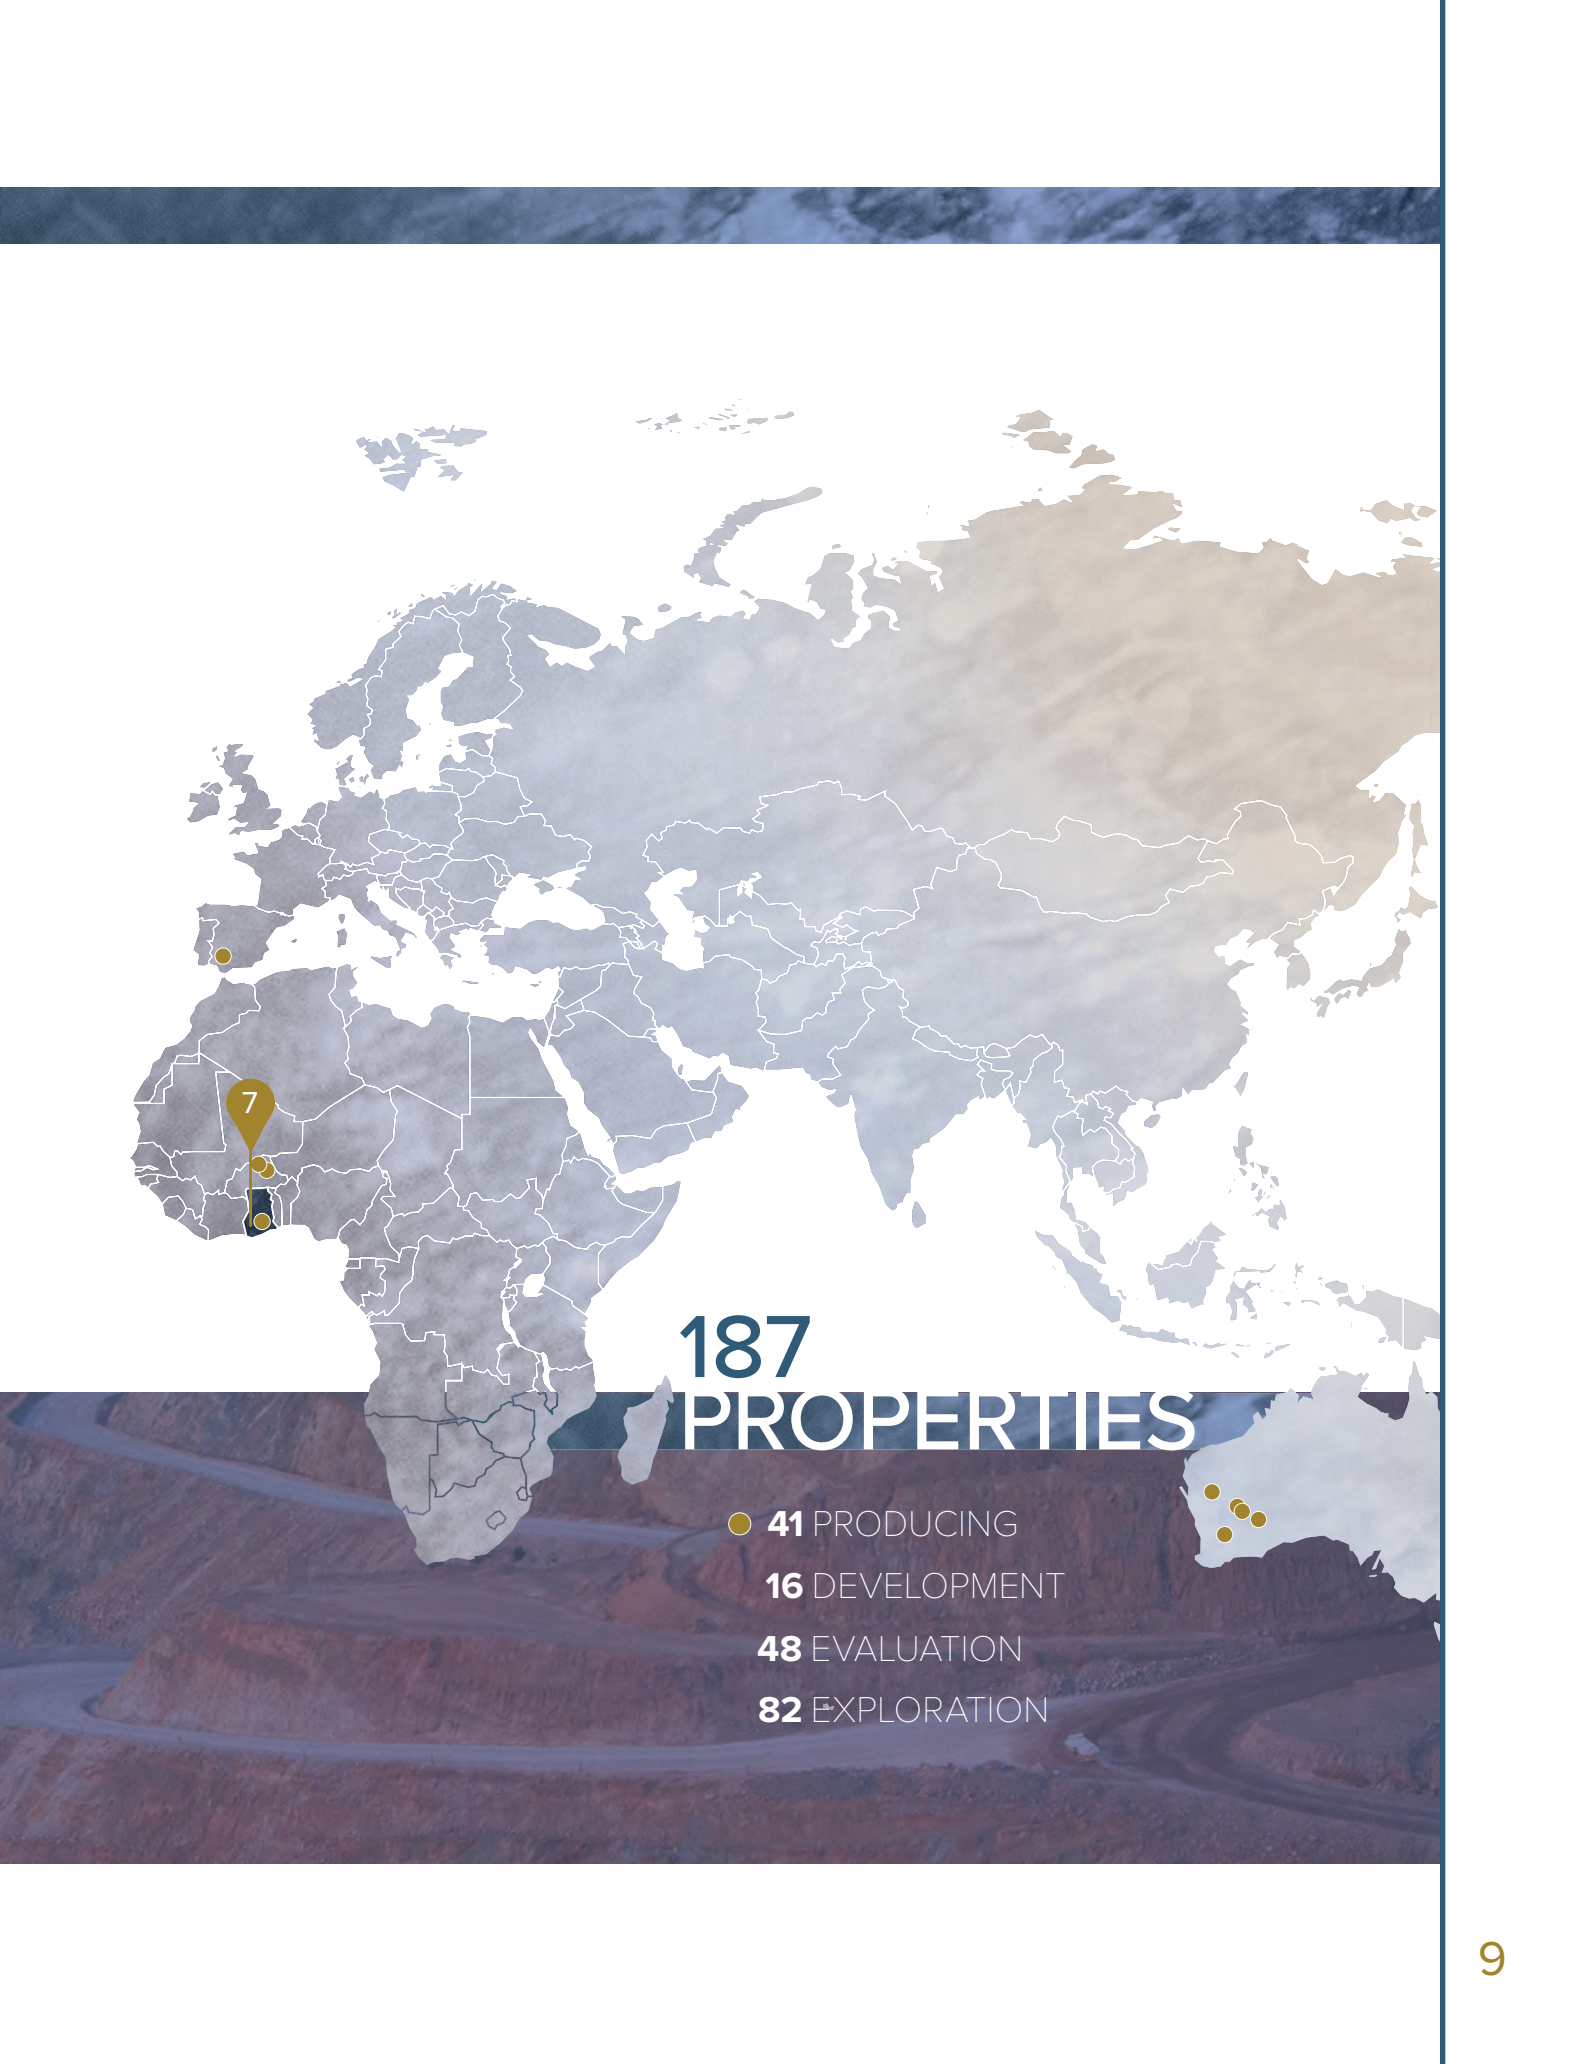 7
187
PROPERTIES
41 PRODUCING
16 DEVELOPMENT
48 EVALUATION
82 EXPLORATION
9